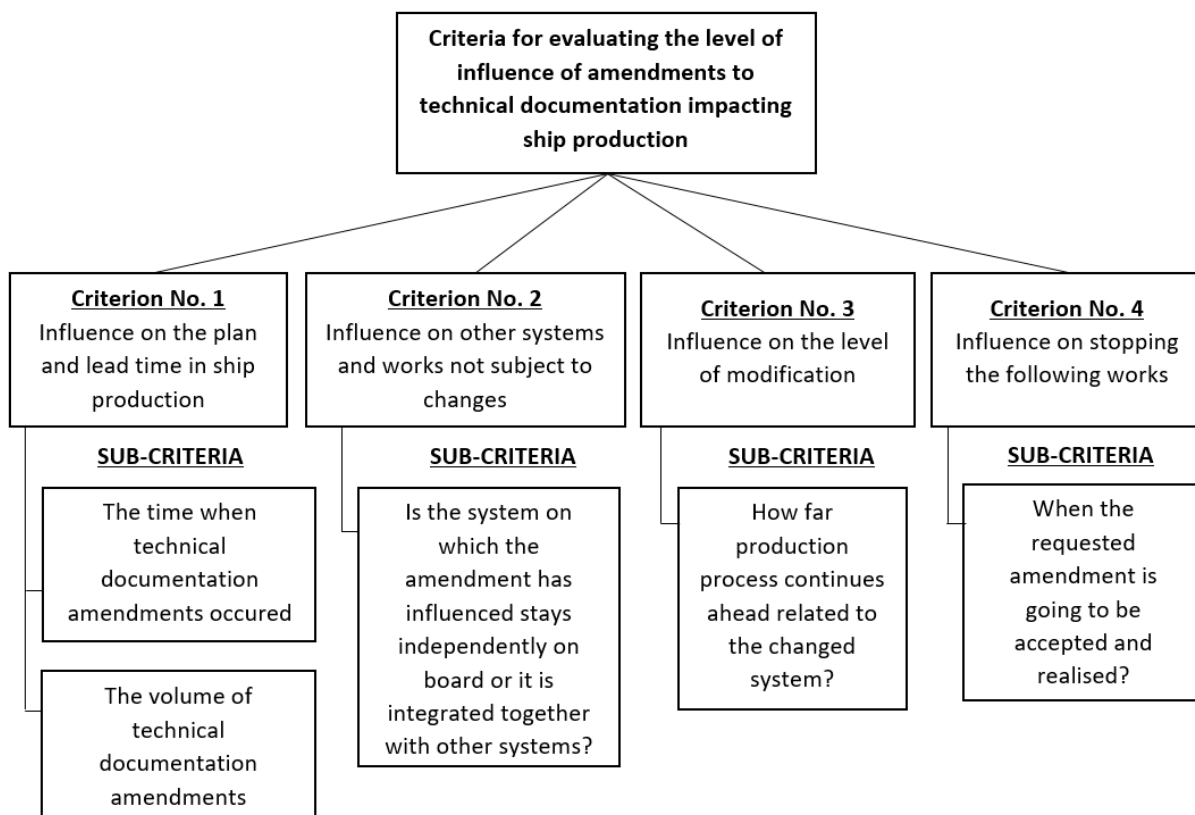 Criteria for evaluating the level of
influence of amendments to
technical documentation impacting
ship production
Criterion No. 1
Influence on the plan
and lead time in ship
production
Criterion No. 2
Influence on other systems
and works not subject to
changes
Criterion No. 3
Influence on the level
of modification
Criterion No. 4
Influence on stopping
the following works
SUB-CRITERIA
The time when
technical
documentation
amendments occured
The volume of
technical
documentation
amendments
SUB-CRITERIA
Is the system on
which the
amendment has
influenced stays
independently on
board or it is
integrated together
with other systems?
SUB-CRITERIA
How far
production
process continues
ahead related to
the changed
system?
SUB-CRITERIA
When the
requested
amendment is
going to be
accepted and
realised?